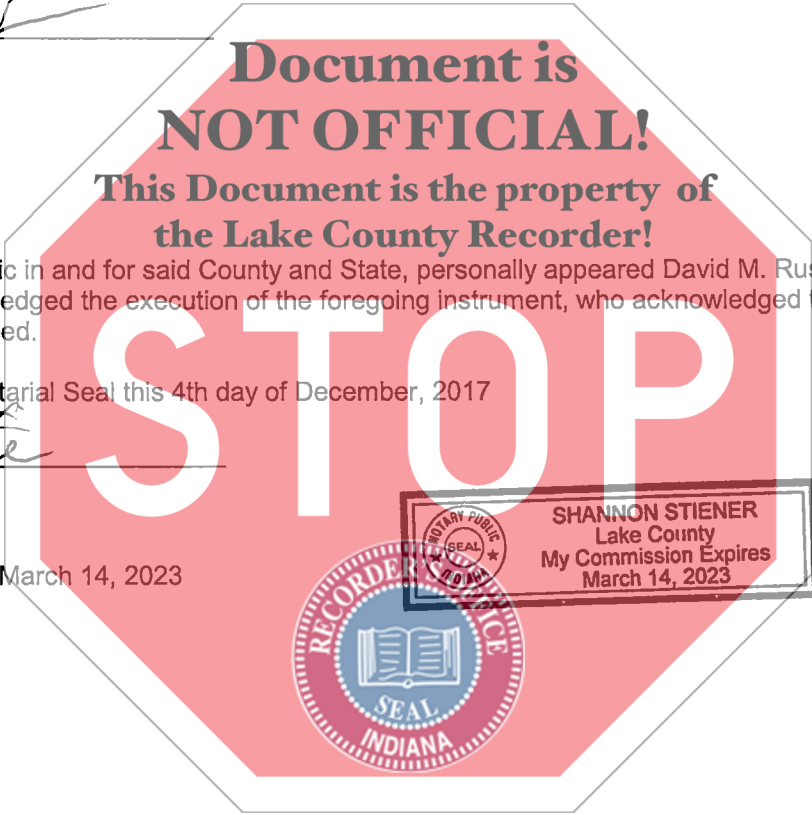 Document is
NOT OFFICIAL!
This Document is the property of
the Lake County Recorder!
ic in and for said County and State, personally appeared David M. Rus
edged the execution of the foregoing instrument, who acknowledged t
ed.
STOP
tarial Seal this 4th day of December, 2017
NOTARY PUBLIC
SEAL
INDIANA
SHANNON STIENER
Lake County
My Commission Expires
March 14, 2023
March 14, 2023
RECORDER'S OFFICE
SEAL
INDIANA